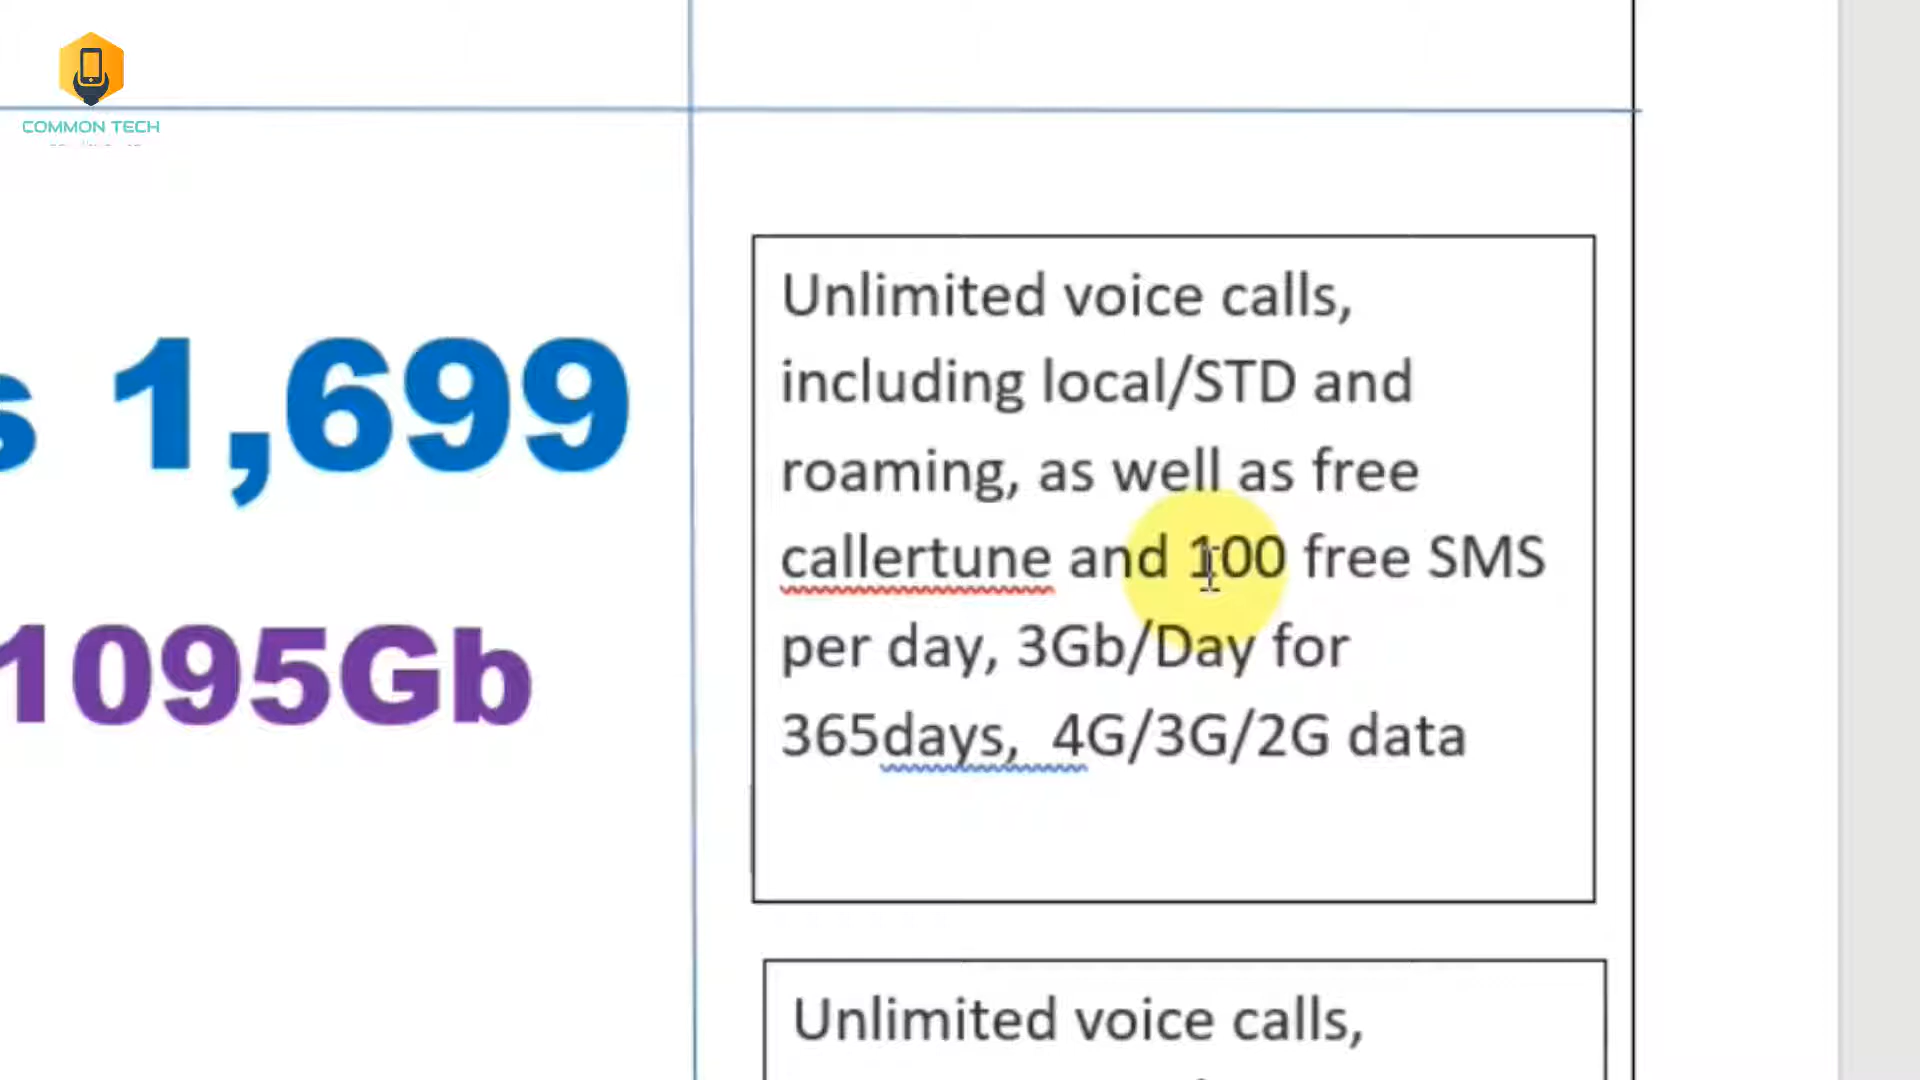 COMMON TECH
s 1,699
1095Gb
Unlimited voice calls,
including local/STD and
roaming, as well as free
callertune and 100 free SMS
per day, 3Gb/Day for
365days,  4G/3G/2G data
Unlimited voice calls,